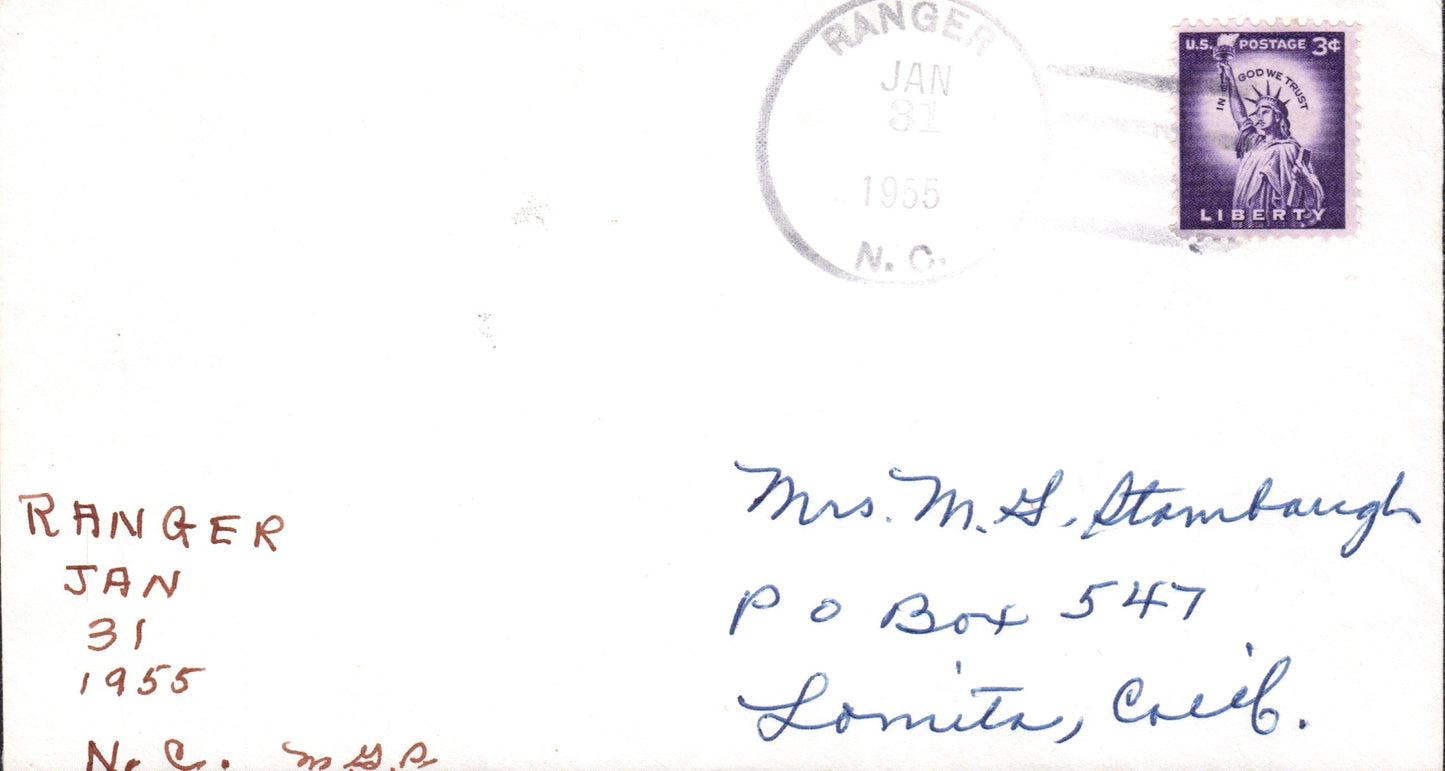 RANGER
JAN
31
1955
N. C.
U.S. POSTAGE 3¢
IN GOD WE TRUST
LIBERTY
Mrs. M. G. Stambaugh
P O Box 547
Lomita, Calif.
RANGER
JAN
31
1955
N. C. M.G.S